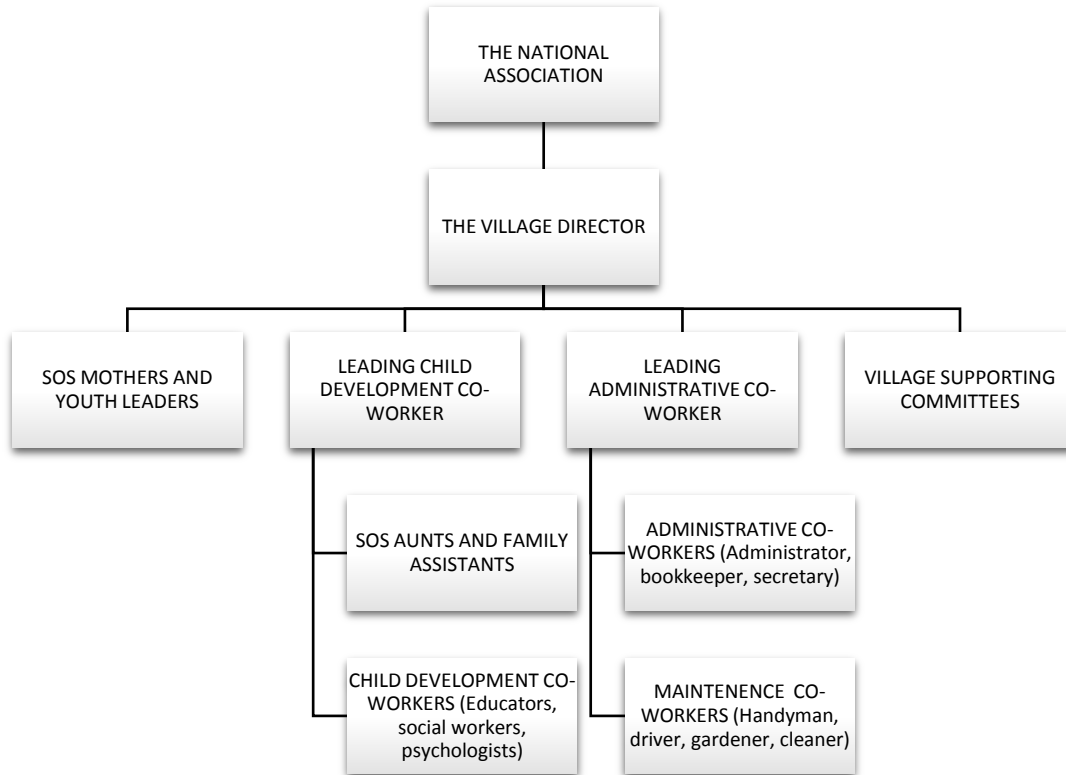 THE NATIONAL
ASSOCIATION
THE VILLAGE DIRECTOR
SOS MOTHERS AND
YOUTH LEADERS
LEADING CHILD
DEVELOPMENT CO-
WORKER
LEADING
ADMINISTRATIVE CO-
WORKER
VILLAGE SUPPORTING
COMMITTEES
SOS AUNTS AND FAMILY
ASSISTANTS
ADMINISTRATIVE CO-
WORKERS (Administrator,
bookkeeper, secretary)
CHILD DEVELOPMENT CO-
WORKERS (Educators,
social workers,
psychologists)
MAINTENENCE CO-
WORKERS (Handyman,
driver, gardener, cleaner)